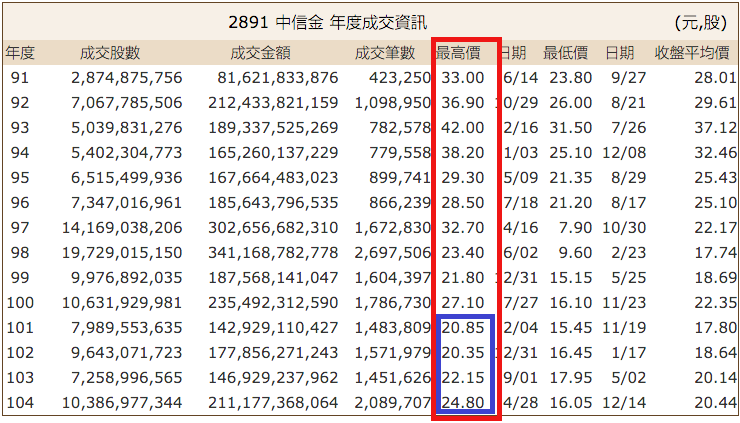 2891 中信金 年度成交資訊 (元,股)
年度 成交股數 成交金額 成交筆數 最高價 日期 最低價 日期 收盤平均價
91 2,874,875,756 81,621,833,876 423,250 33.00 6/14 23.80 9/27 28.01
92 7,067,785,506 212,433,821,159 1,098,950 36.90 10/29 26.00 8/21 29.61
93 5,039,831,276 189,337,525,269 782,578 42.00 2/16 31.50 7/26 37.12
94 5,402,304,773 165,260,137,229 779,558 38.20 1/03 25.10 12/08 32.46
95 6,515,499,936 167,664,483,023 899,741 29.30 5/09 21.35 8/29 25.43
96 7,347,016,961 185,643,796,535 866,239 28.50 7/18 21.20 8/17 25.10
97 14,169,038,206 302,656,682,310 1,672,830 32.70 4/16 7.90 10/30 22.17
98 19,729,015,150 341,168,782,778 2,697,506 23.40 6/02 9.60 2/23 17.74
99 9,976,892,035 187,568,141,047 1,604,397 21.80 12/31 15.15 5/25 18.69
100 10,631,929,981 235,492,312,590 1,786,730 27.10 7/27 16.10 11/23 22.35
101 7,989,553,635 142,929,110,427 1,483,809 20.85 2/04 15.45 11/19 17.80
102 9,643,071,723 177,856,271,243 1,571,979 20.35 12/31 16.45 1/17 18.64
103 7,258,996,565 146,929,237,962 1,451,626 22.15 9/01 17.95 5/02 20.14
104 10,386,977,344 211,177,368,064 2,089,707 24.80 4/28 16.05 12/14 20.44